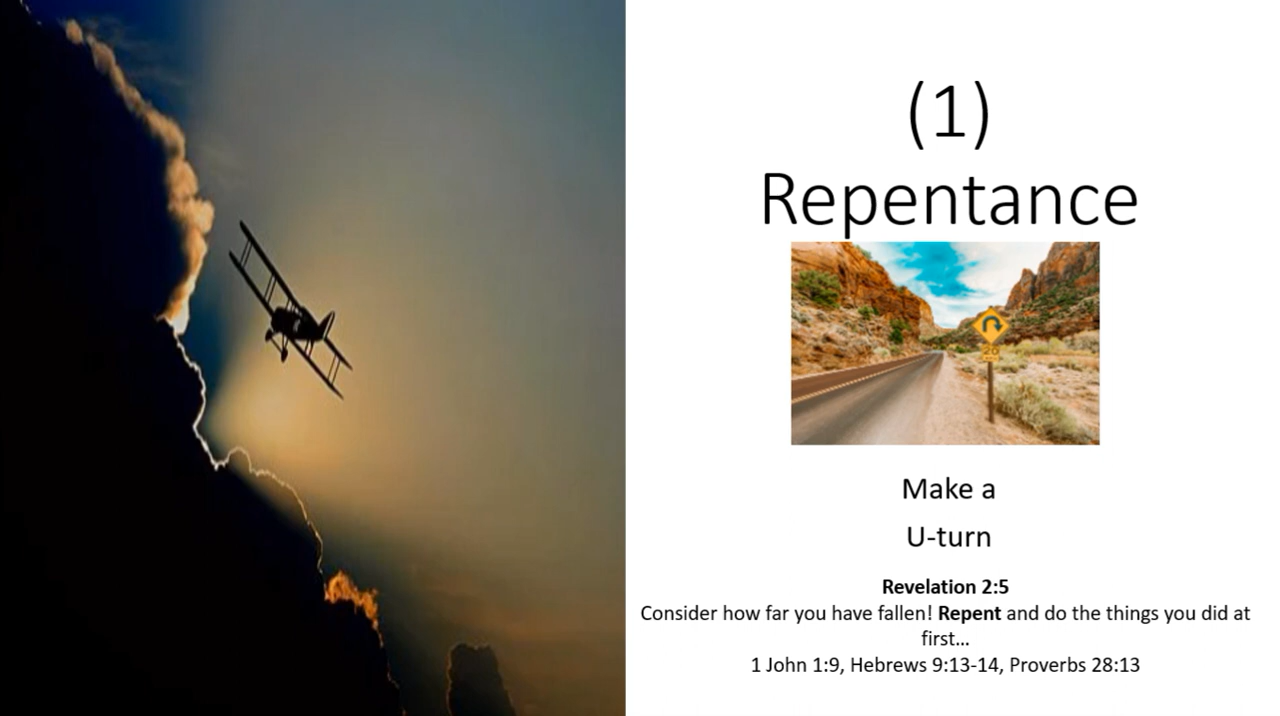 (1)
Repentance
20
Make a
U-turn
Revelation 2:5
Consider how far you have fallen! Repent and do the things you did at
first...
1 John 1:9, Hebrews 9:13-14, Proverbs 28:13